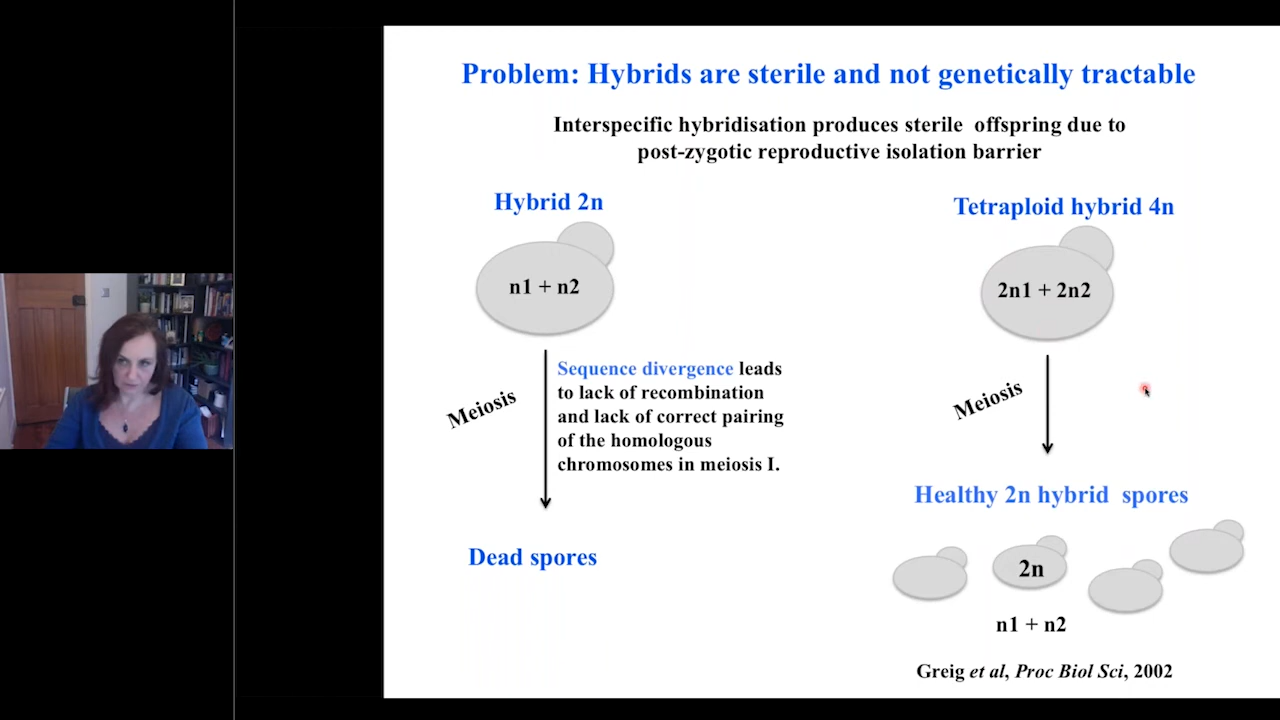 Problem: Hybrids are sterile and not genetically tractable
Interspecific hybridisation produces sterile offspring due to
post-zygotic reproductive isolation barrier
Hybrid 2n
n1 + n2
Meiosis
Sequence divergence leads
to lack of recombination
and lack of correct pairing
of the homologous
chromosomes in meiosis I.
Dead spores
Tetraploid hybrid 4n
2n1 + 2n2
Meiosis
Healthy 2n hybrid spores
2n
n1 + n2
Greig et al, Proc Biol Sci, 2002